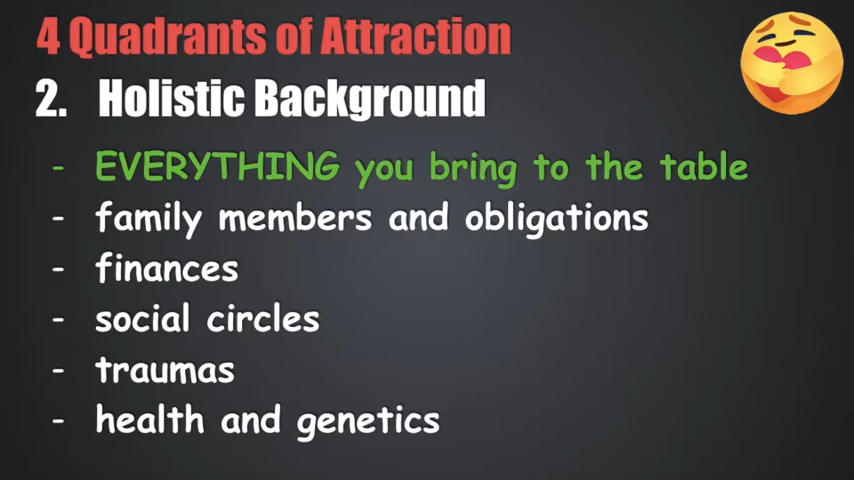 4 Quadrants of Attraction
2. Holistic Background
- EVERYTHING you bring to the table
- family members and obligations
- finances
- social circles
- traumas
- health and genetics